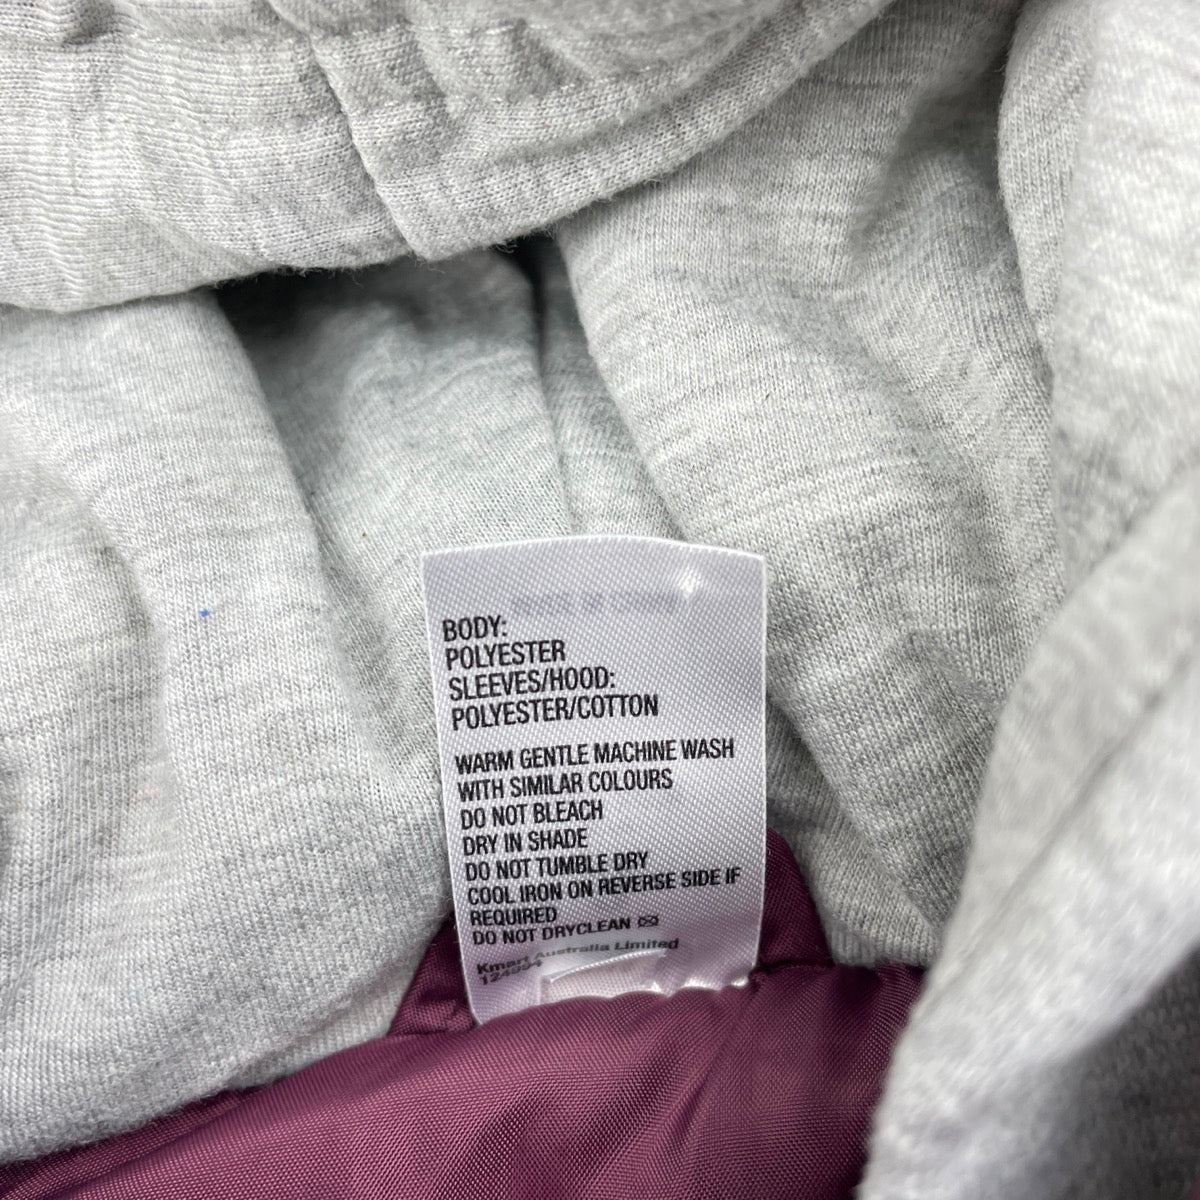 BODY:
POLYESTER
SLEEVES/HOOD:
POLYESTER/COTTON
WARM GENTLE MACHINE WASH
WITH SIMILAR COLOURS
DO NOT BLEACH
DRY IN SHADE
DO NOT TUMBLE DRY
COOL IRON ON REVERSE SIDE IF
REQUIRED
DO NOT DRYCLEAN
Kmart Australia Limited